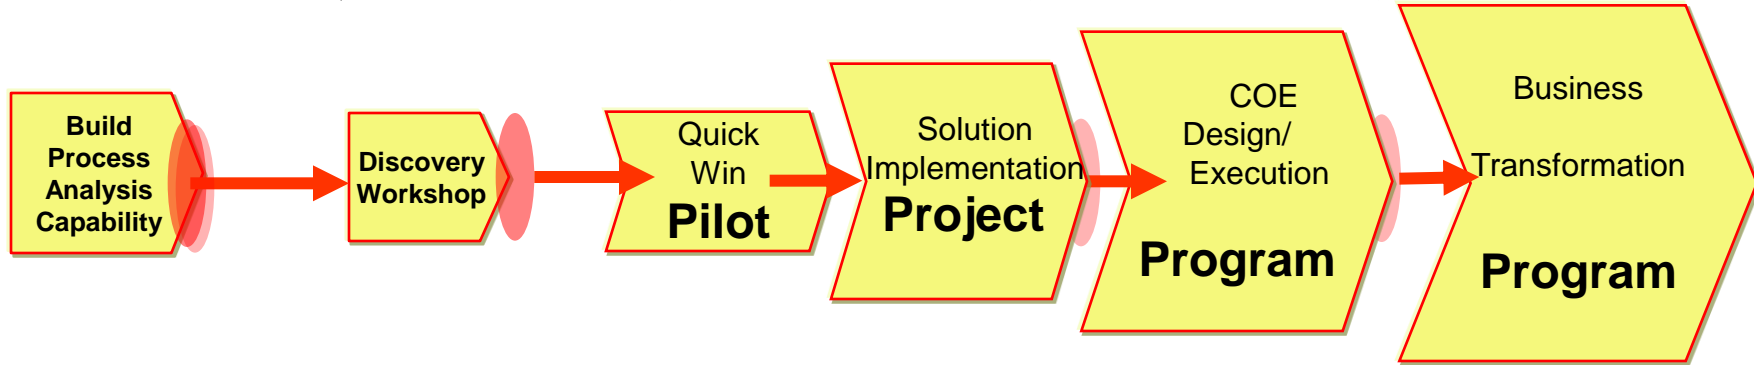 Build
Process
Analysis
Capability
Discovery
Workshop
Quick
Win
Pilot
Solution
Implementation
Project
COE
Design/
Execution
Program
Business
Transformation
Program